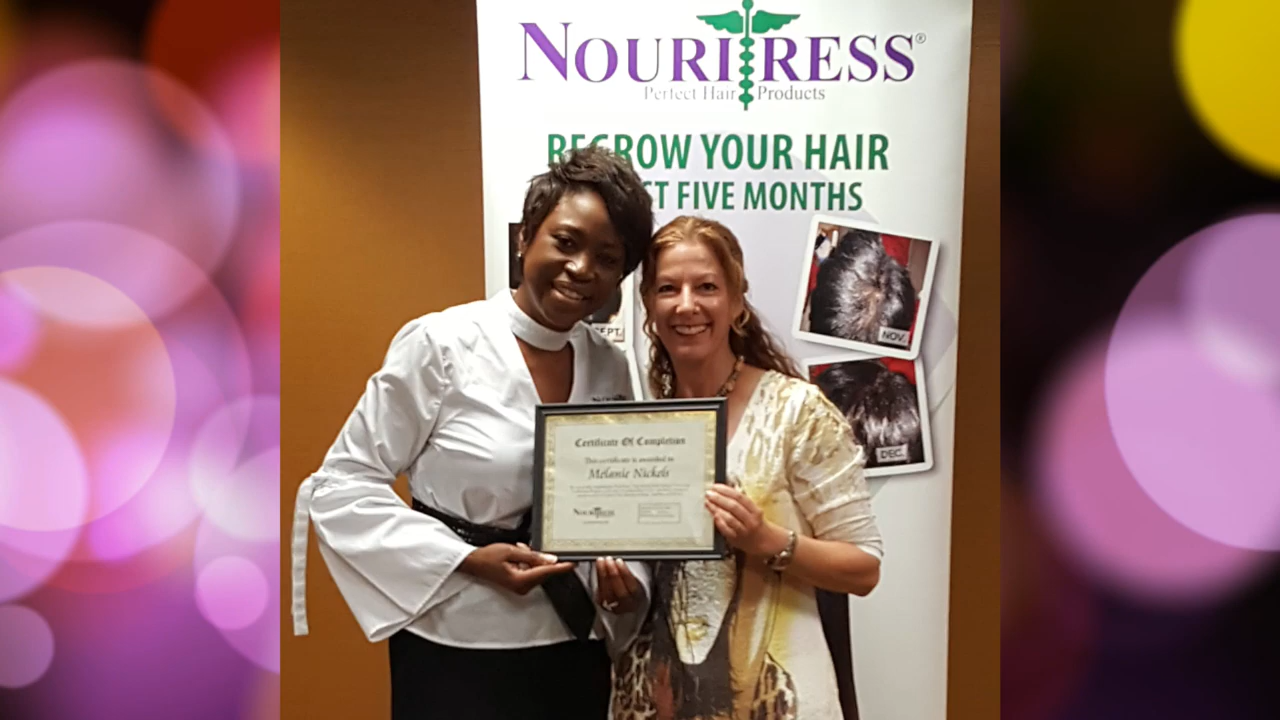 NOURITRESS®
Perfect Hair Products
REGROW YOUR HAIR
FIVE MONTHS
SEPT.
NOV.
DEC.
Certificate Of Completion
This certificate is awarded to
Melanie Nickels
NOURITRESS